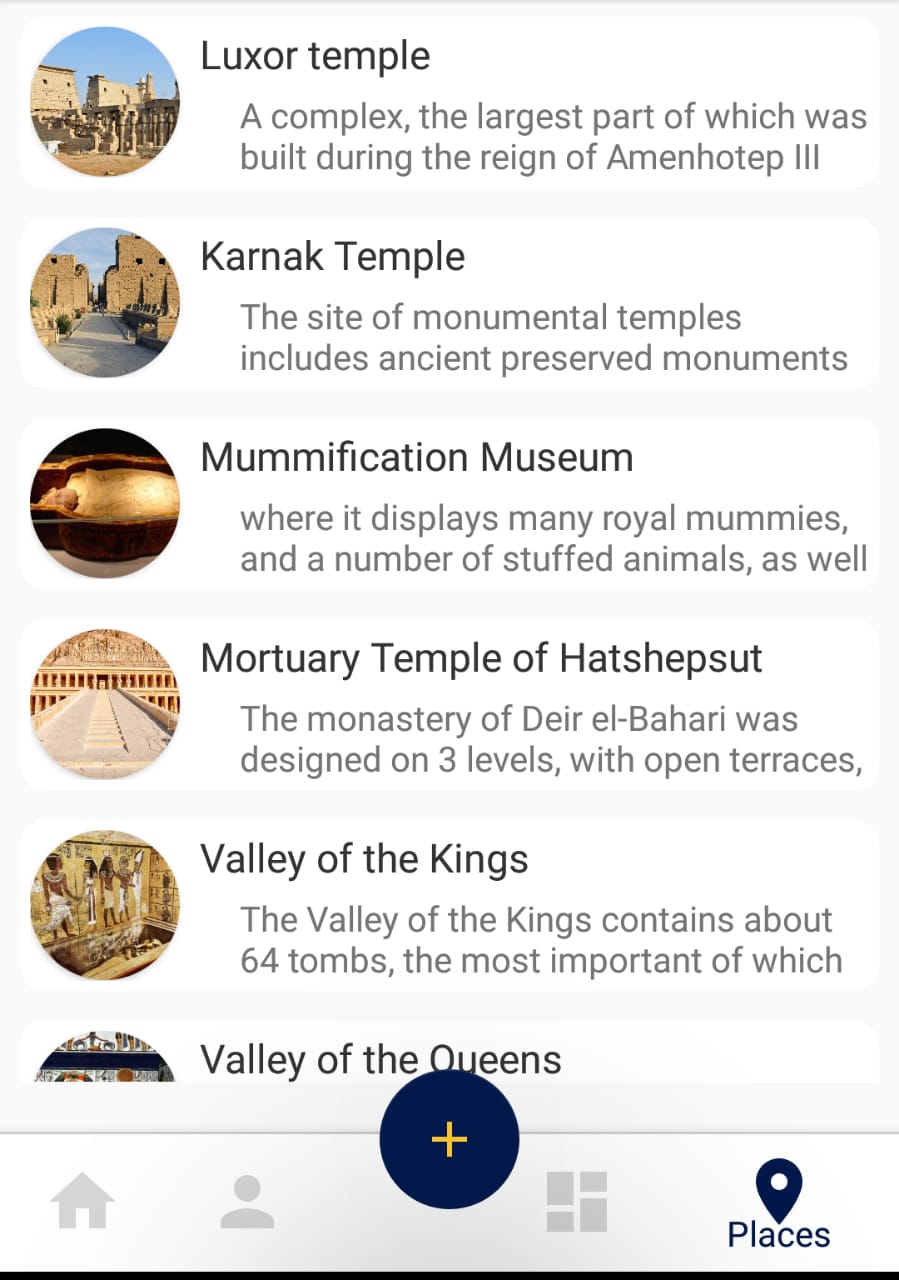 Luxor temple
A complex, the largest part of which was
built during the reign of Amenhotep III
Karnak Temple
The site of monumental temples
includes ancient preserved monuments
Mummification Museum
where it displays many royal mummies,
and a number of stuffed animals, as well
Mortuary Temple of Hatshepsut
The monastery of Deir el-Bahari was
designed on 3 levels, with open terraces,
Valley of the Kings
The Valley of the Kings contains about
64 tombs, the most important of which
Valley of the Queens
+
Places